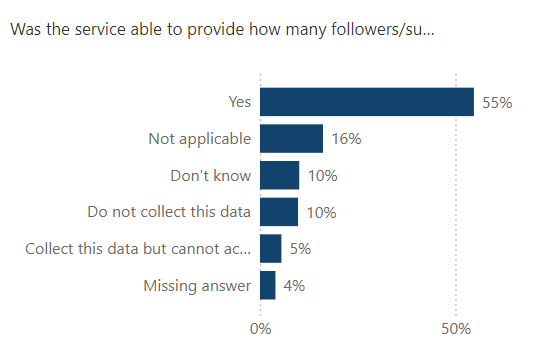 Was the service able to provide how many followers/su...
Yes 55%
Not applicable 16%
Don't know 10%
Do not collect this data 10%
Collect this data but cannot ac... 5%
Missing answer 4%
0% 50%